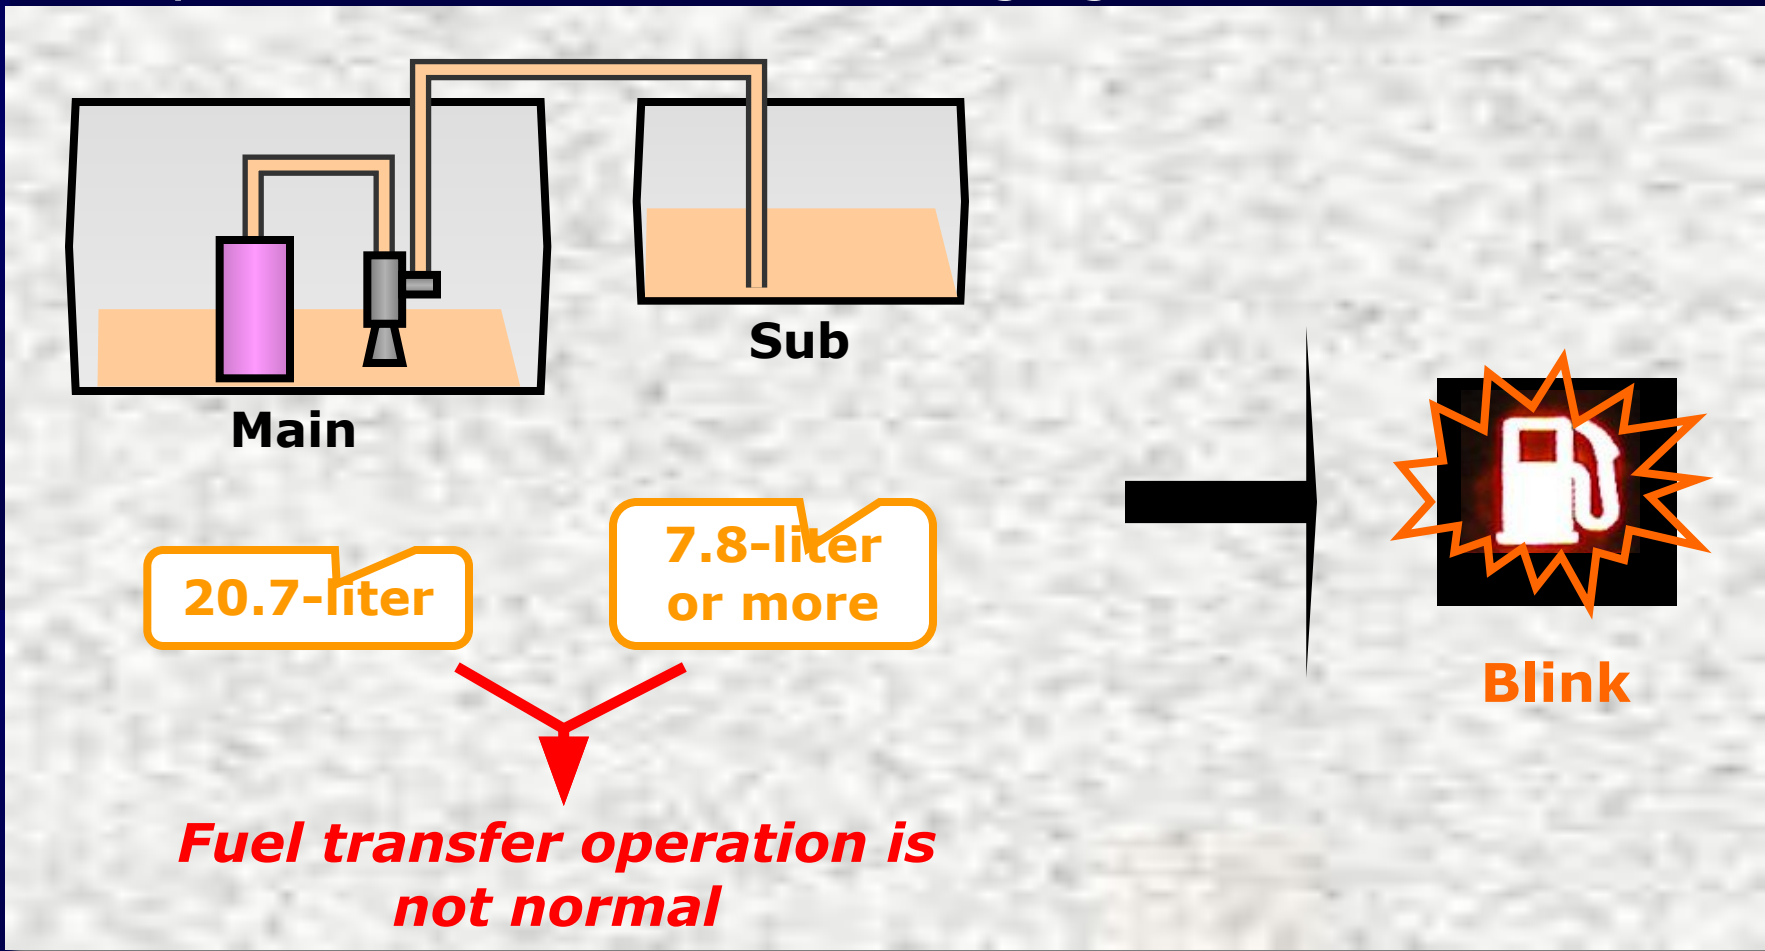 Main
Sub
20.7-liter
7.8-liter
or more
Blink
Fuel transfer operation is
not normal